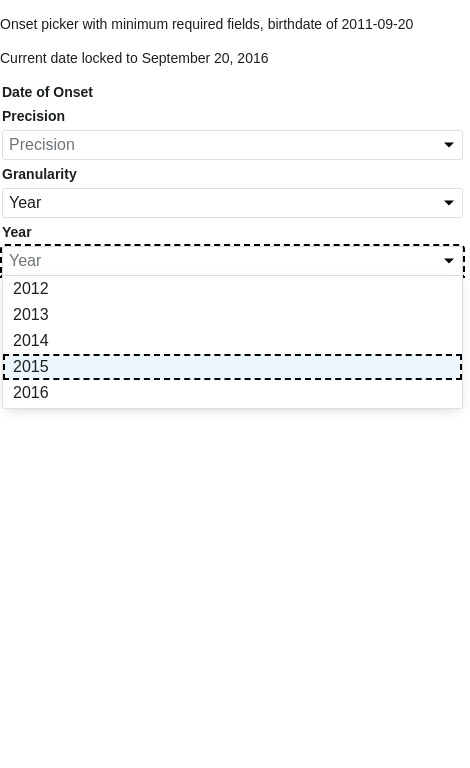 Onset picker with minimum required fields, birthdate of 2011-09-20
Current date locked to September 20, 2016
Date of Onset
Precision
Precision
Granularity
Year
Year
Year
2012
2013
2014
2015
2016